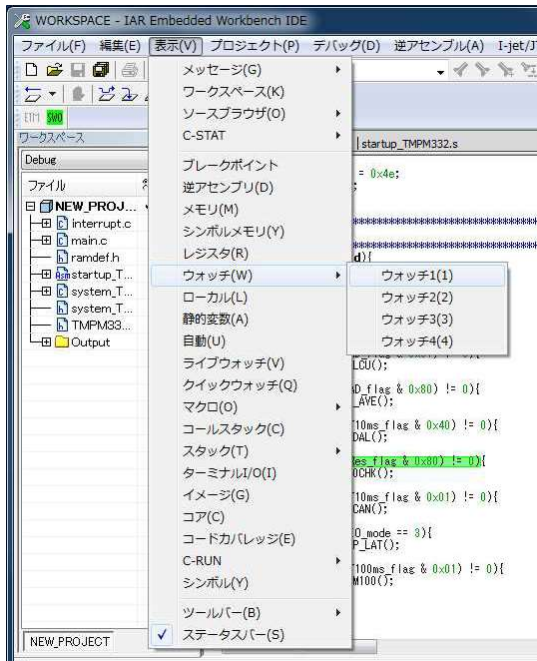 WORKSPACE - IAR Embedded Workbench IDE
ファイル(F) 編集(E) 表示(V) プロジェクト(P) デバッグ(D) 逆アセンブル(A) I-jet/J
ETM SWO
ワークスペース
Debug
ファイル
NEW_PROJ...
interrupt.c
main.c
ramdef.h
startup_T...
system_T...
system_T...
TMPM33...
Output
NEW_PROJECT
メッセージ(G)
ワークスペース(K)
ソースブラウザ(O)
C-STAT
ブレークポイント
逆アセンブリ(D)
メモリ(M)
シンボルメモリ(Y)
レジスタ(R)
ウォッチ(W)
ローカル(L)
静的変数(A)
自動(U)
ライブウォッチ(V)
クイックウォッチ(Q)
マクロ(O)
コールスタック(C)
スタック(T)
ターミナルI/O(I)
イメージ(G)
コア(C)
コードカバレッジ(E)
C-RUN
シンボル(Y)
ツールバー(B)
ステータスバー(S)
ウォッチ1(1)
ウォッチ2(2)
ウォッチ3(3)
ウォッチ4(4)
startup_TMPM332.s
= 0x4e;
;
d){
LCU();
D_flag & 0x80) != 0){
_AVE();
10ms_flag & 0x40) != 0){
DAL();
es_flag & 0x80) != 0){
OCHK();
10ms_flag & 0x01) != 0){
CAN();
O_mode == 3){
P_LAT();
100ms_flag & 0x01) != 0){
M100();